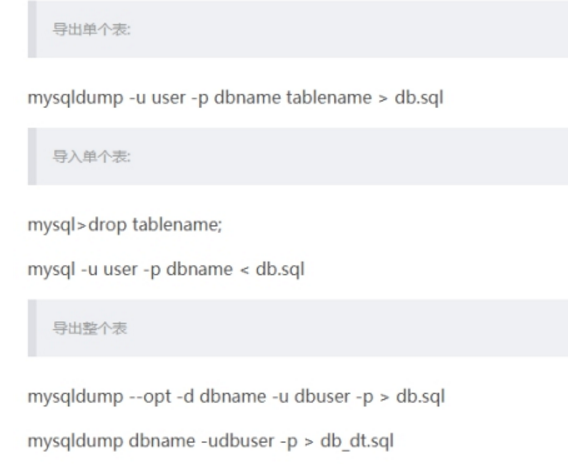 导出单个表:
mysqldump -u user -p dbname tablename > db.sql
导入单个表:
mysql>drop tablename;
mysql -u user -p dbname < db.sql
导出整个表
mysqldump --opt -d dbname -u dbuser -p > db.sql
mysqldump dbname -udbuser -p > db_dt.sql